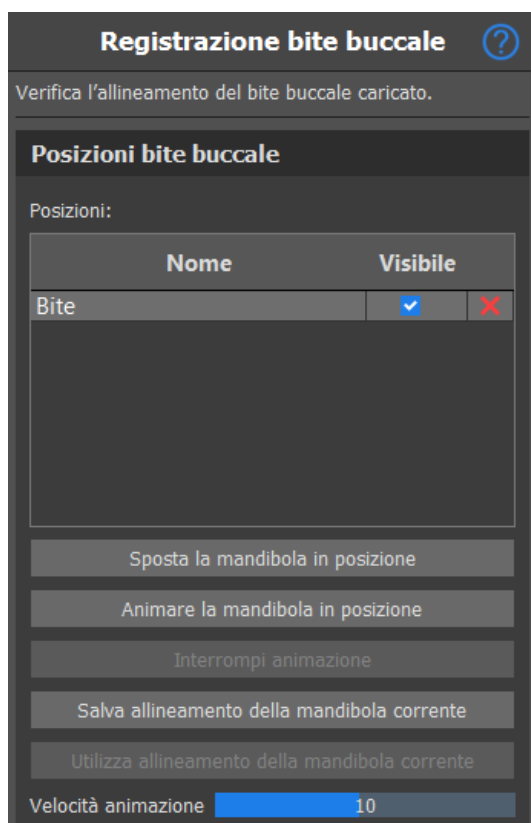 Registrazione bite buccale ?
Verifica l'allineamento del bite buccale caricato.
Posizioni bite buccale
Posizioni:
Nome Visibile
Bite
Sposta la mandibola in posizione
Animare la mandibola in posizione
Interrompi animazione
Salva allineamento della mandibola corrente
Utilizza allineamento della mandibola corrente
Velocità animazione 10